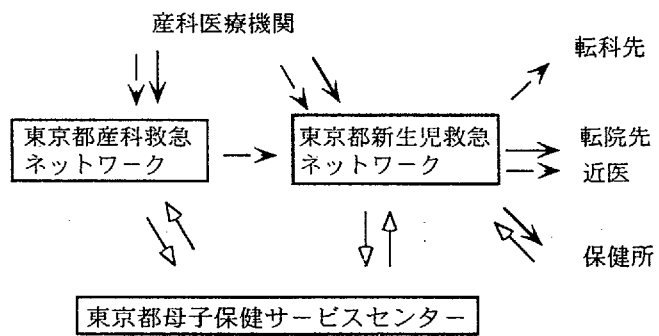 産科医療機関
転科先
東京都産科救急
ネットワーク
東京都新生児救急
ネットワーク
転院先
近医
保健所
東京都母子保健サービスセンター